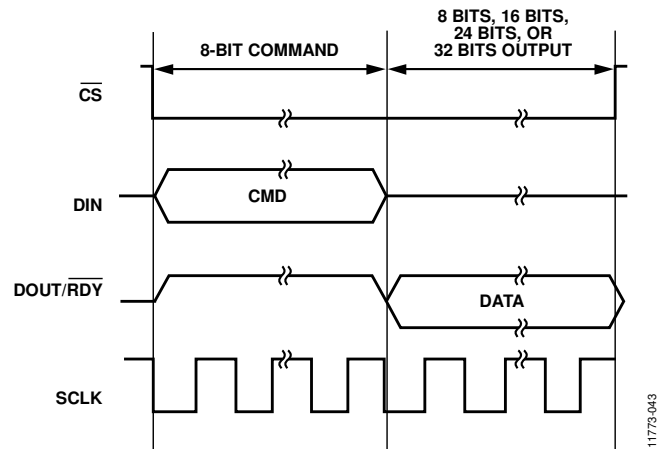 8 BITS, 16 BITS,
24 BITS, OR
32 BITS OUTPUT
8-BIT COMMAND
CS
DIN
CMD
DOUT/RDY
DATA
SCLK
11773-043